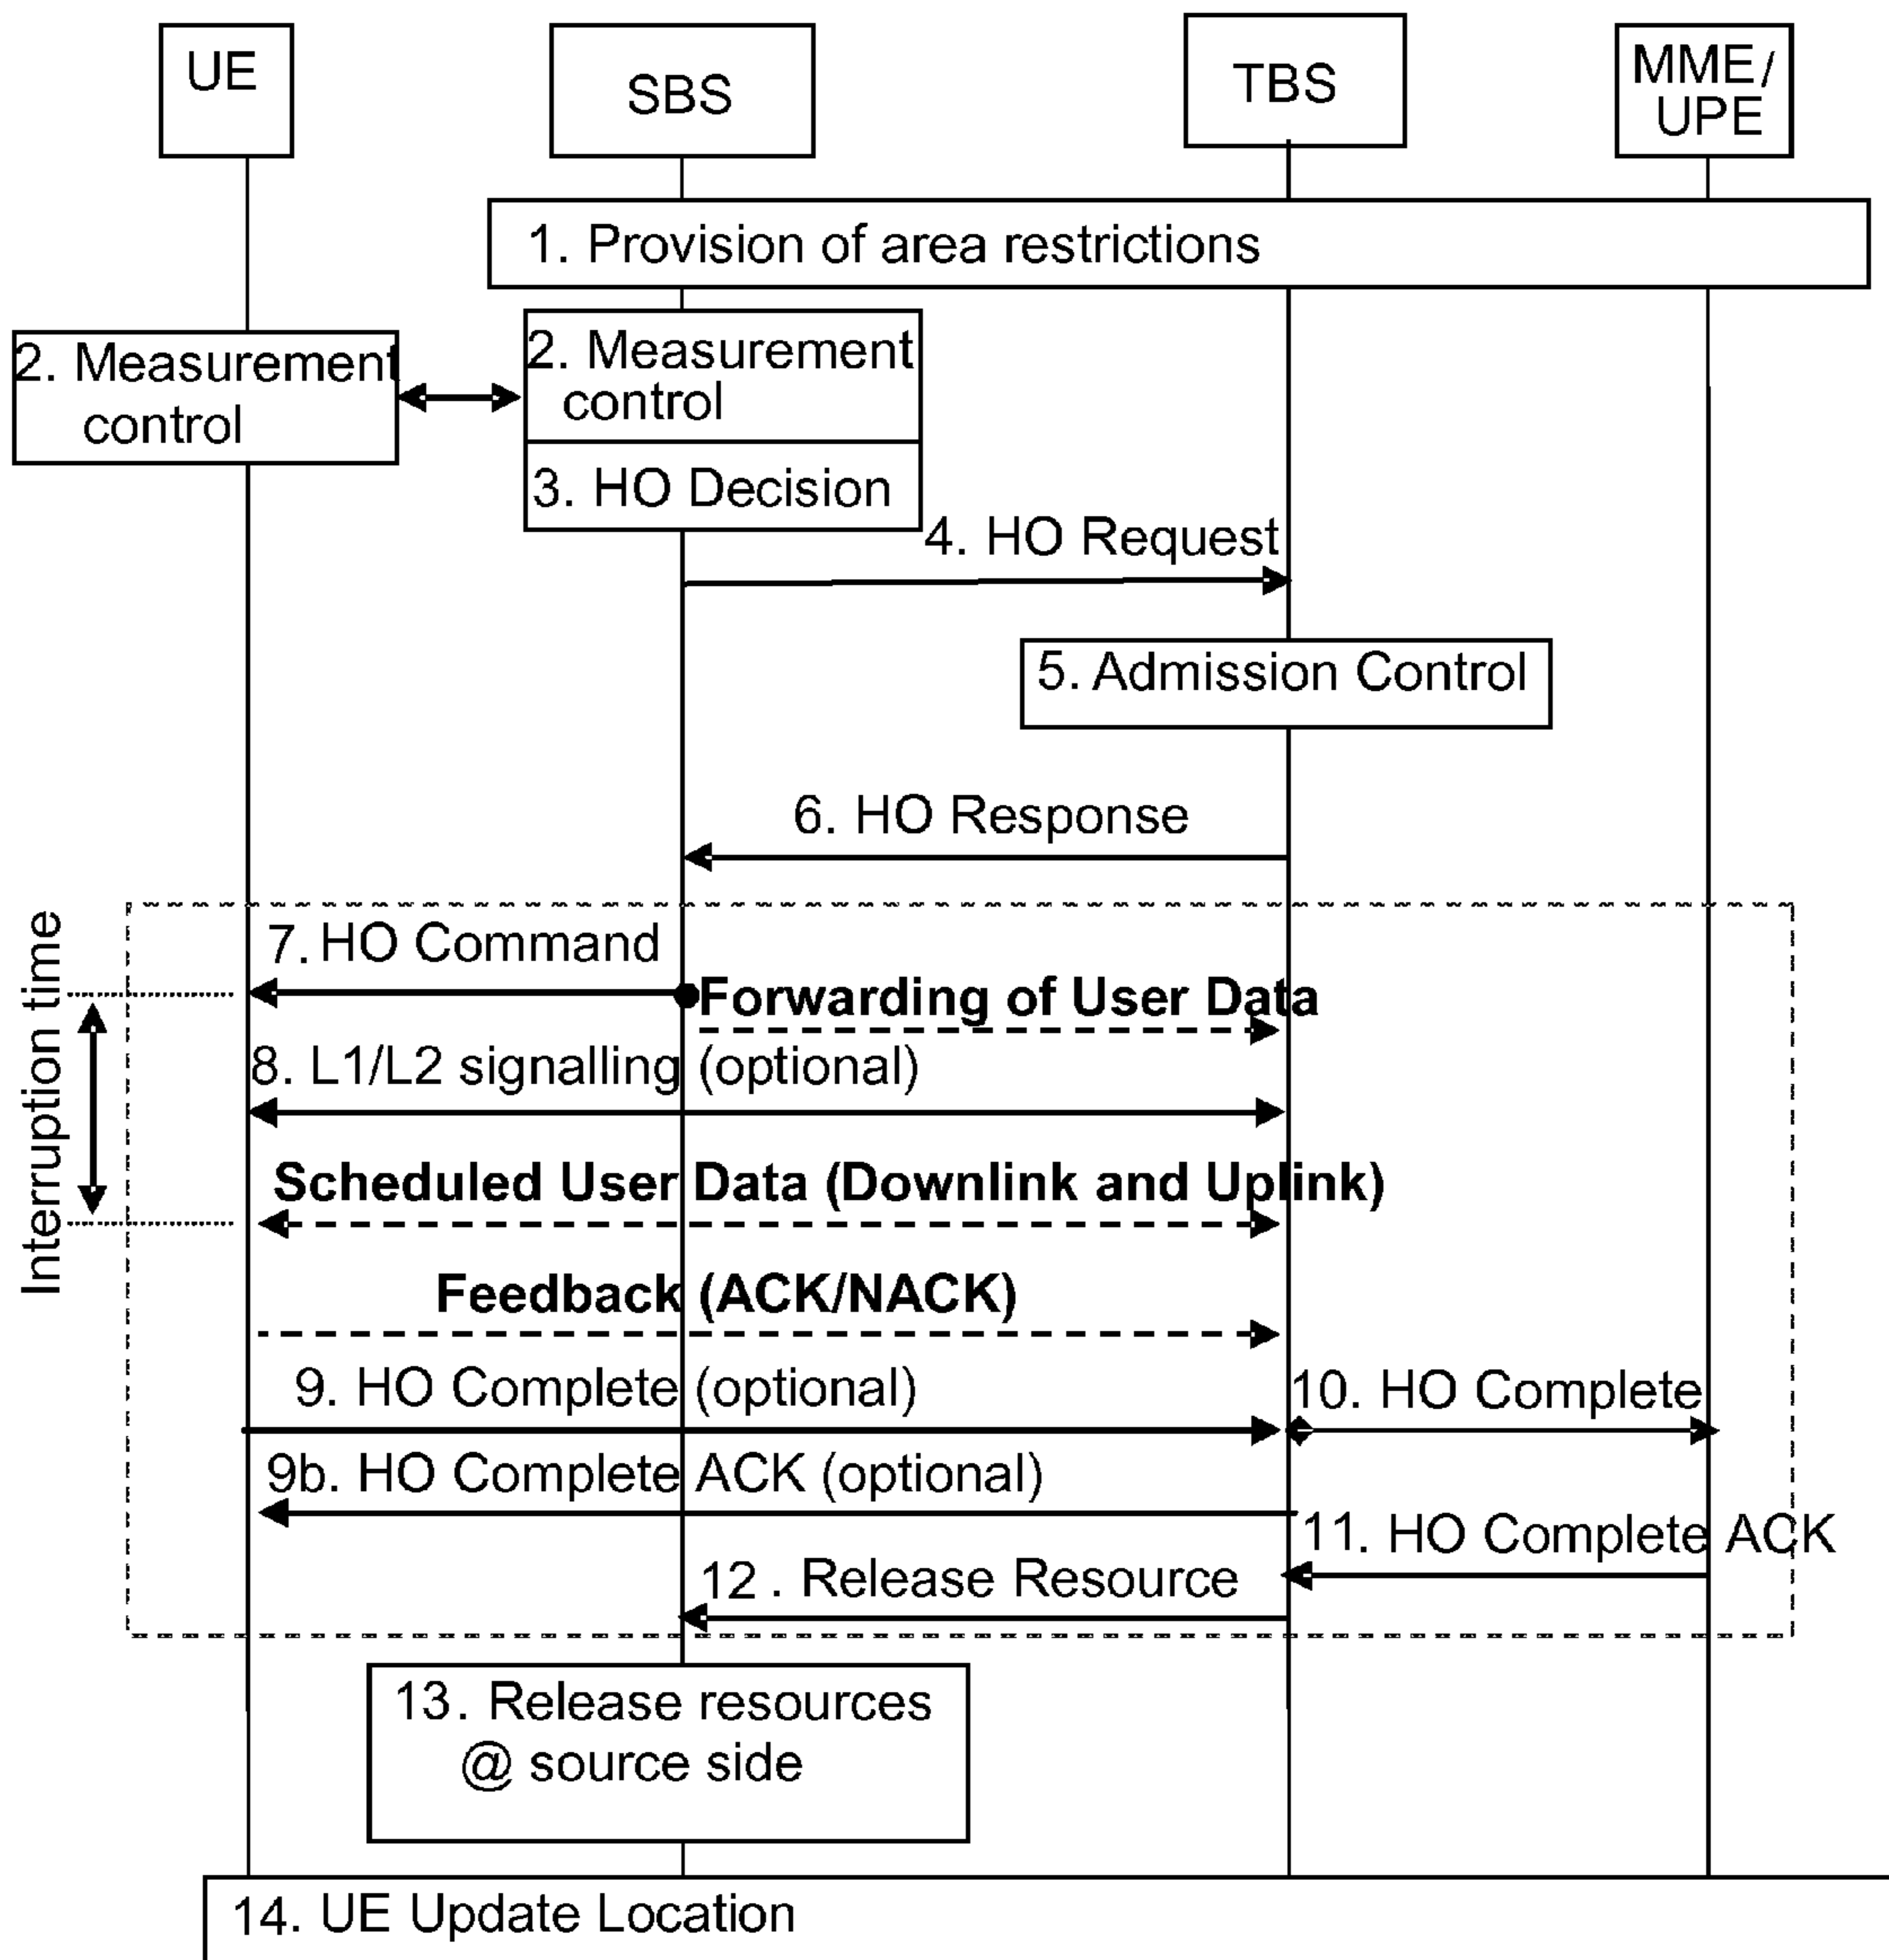 UE
SBS
TBS
MME/
UPE
1. Provision of area restrictions
2. Measurement
control
2. Measurement
control
3. HO Decision
4. HO Request
5. Admission Control
6. HO Response
Interruption time
7. HO Command
Forwarding of User Data
8. L1/L2 signalling (optional)
Scheduled User Data (Downlink and Uplink)
Feedback (ACK/NACK)
9. HO Complete (optional)
10. HO Complete
9b. HO Complete ACK (optional)
11. HO Complete ACK
12. Release Resource
13. Release resources
@ source side
14. UE Update Location